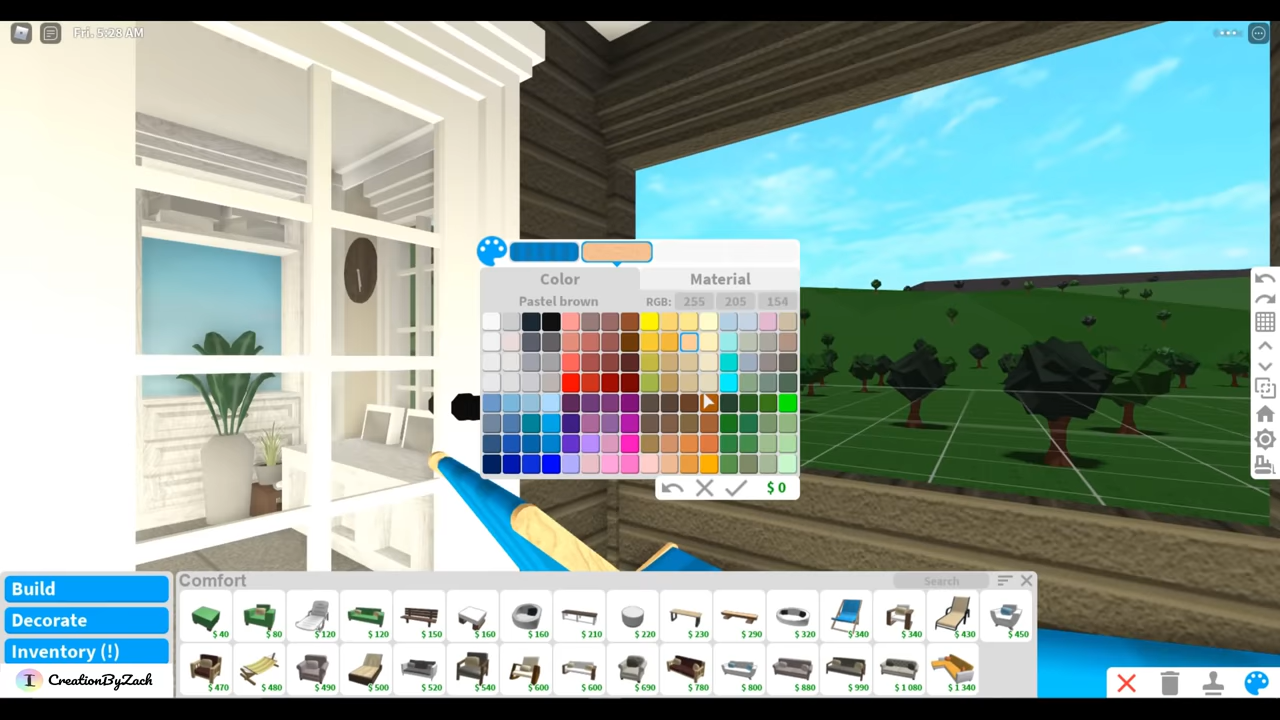 Fri. 5:28 AM
Color
Material
Pastel brown
RGB: 255 205 154
$ 0
Build
Decorate
Inventory (!)
CreationByZach
Comfort
Search
$ 40 $ 80 $ 120 $ 120 $ 150 $ 160 $ 160 $ 210 $ 220 $ 230 $ 290 $ 320 $ 340 $ 340 $ 430 $ 450
$ 470 $ 480 $ 490 $ 500 $ 520 $ 540 $ 600 $ 600 $ 690 $ 780 $ 800 $ 880 $ 990 $ 1 080 $ 1 340